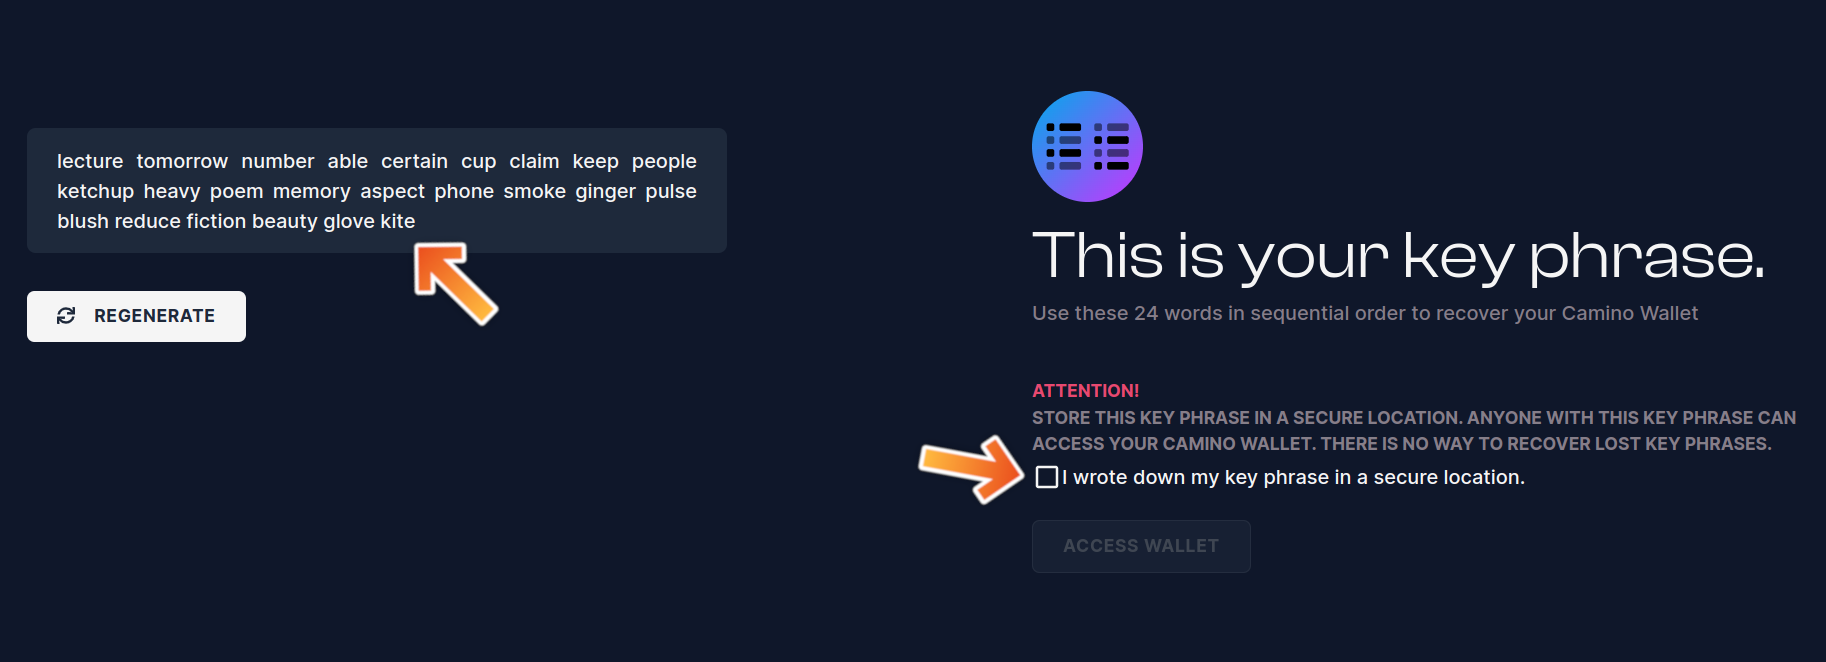 lecture tomorrow number able certain cup claim keep people
ketchup heavy poem memory aspect phone smoke ginger pulse
blush reduce fiction beauty glove kite
REGENERATE
This is your key phrase.
Use these 24 words in sequential order to recover your Camino Wallet
ATTENTION!
STORE THIS KEY PHRASE IN A SECURE LOCATION. ANYONE WITH THIS KEY PHRASE CAN
ACCESS YOUR CAMINO WALLET. THERE IS NO WAY TO RECOVER LOST KEY PHRASES.
I wrote down my key phrase in a secure location.
ACCESS WALLET